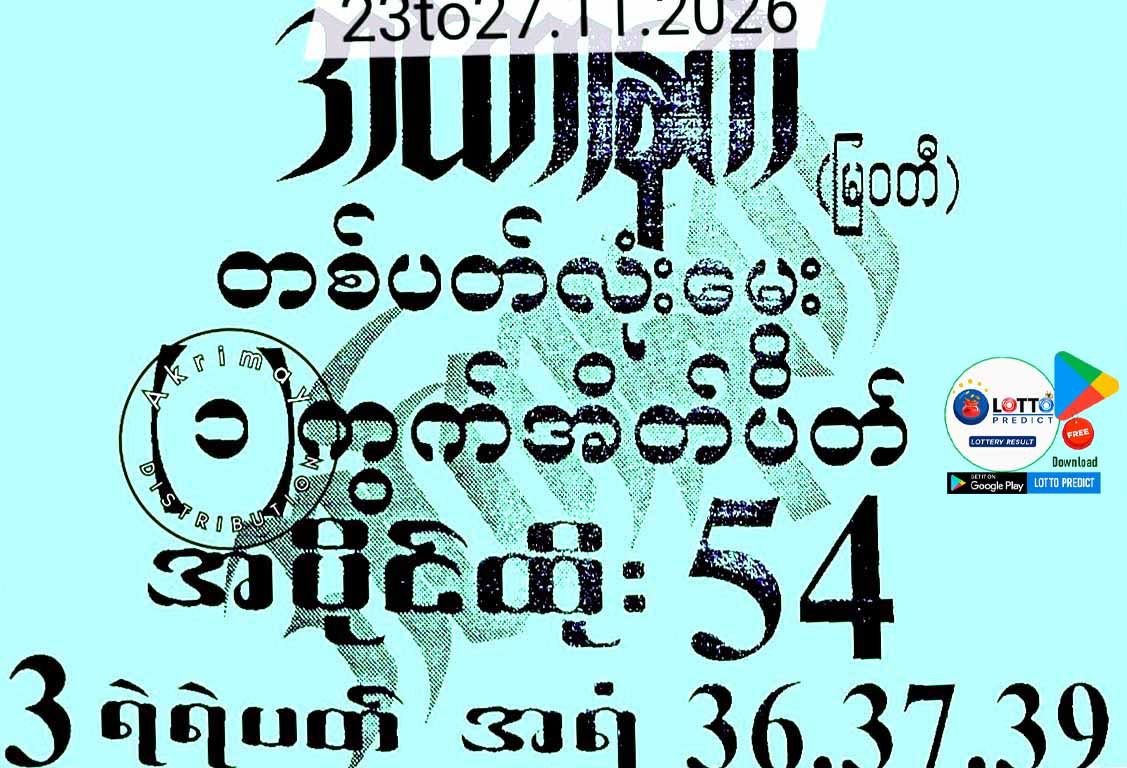 23to27.11.2026
(မြဝတီ)
တစ်ပတ်လုံးမွေး
(၁)ကွက်အိတ်ပိတ်
အပိုင်ထိုး 54
3 ရဲရဲပတ် အရံ 36.37.39
Akrimay
DISTRIBUTION
LOTTO
PREDICT
LOTTERY RESULT
FREE
Download
GET IT ON
Google Play
LOTTO PREDICT